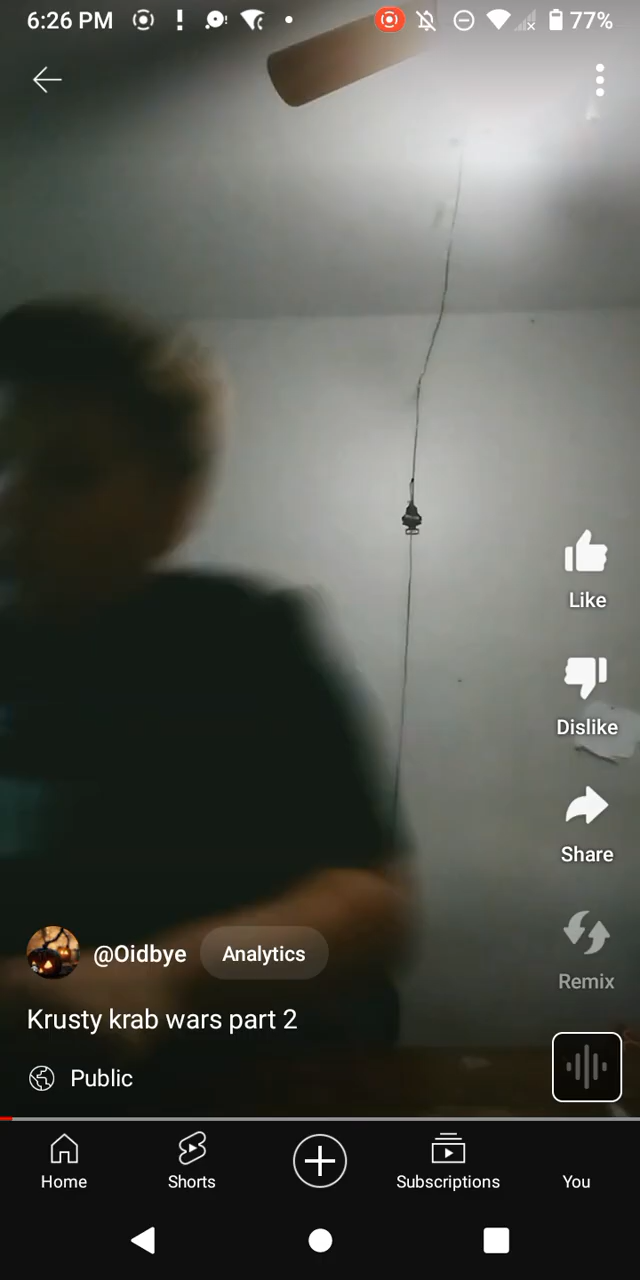 6:26 PM
77%
Like
Dislike
Share
@Oidbye
Analytics
Remix
Krusty krab wars part 2
Public
Home
Shorts
Subscriptions
You